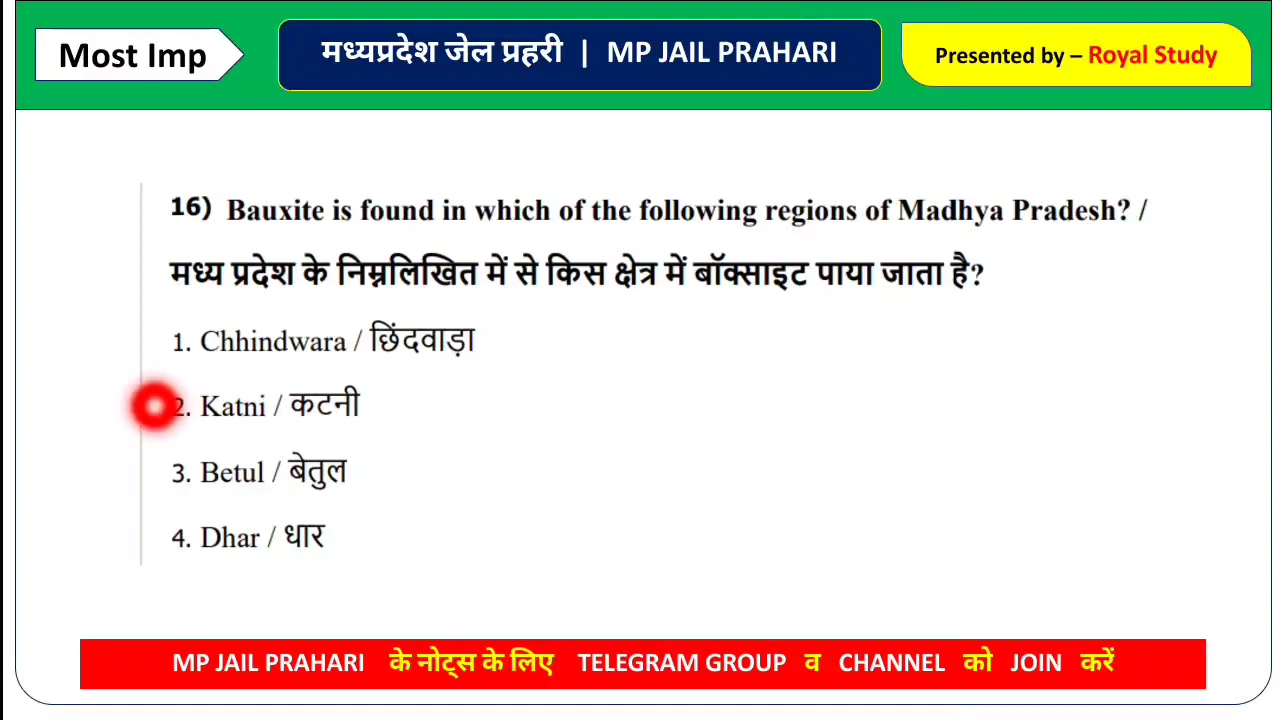 Most Imp
मध्यप्रदेश जेल प्रहरी | MP JAIL PRAHARI
Presented by – Royal Study
16) Bauxite is found in which of the following regions of Madhya Pradesh? /
मध्य प्रदेश के निम्नलिखित में से किस क्षेत्र में बॉक्साइट पाया जाता है?
1. Chhindwara / छिंदवाड़ा
2. Katni / कटनी
3. Betul / बेतुल
4. Dhar / धार
MP JAIL PRAHARI के नोट्स के लिए TELEGRAM GROUP व CHANNEL को JOIN करें